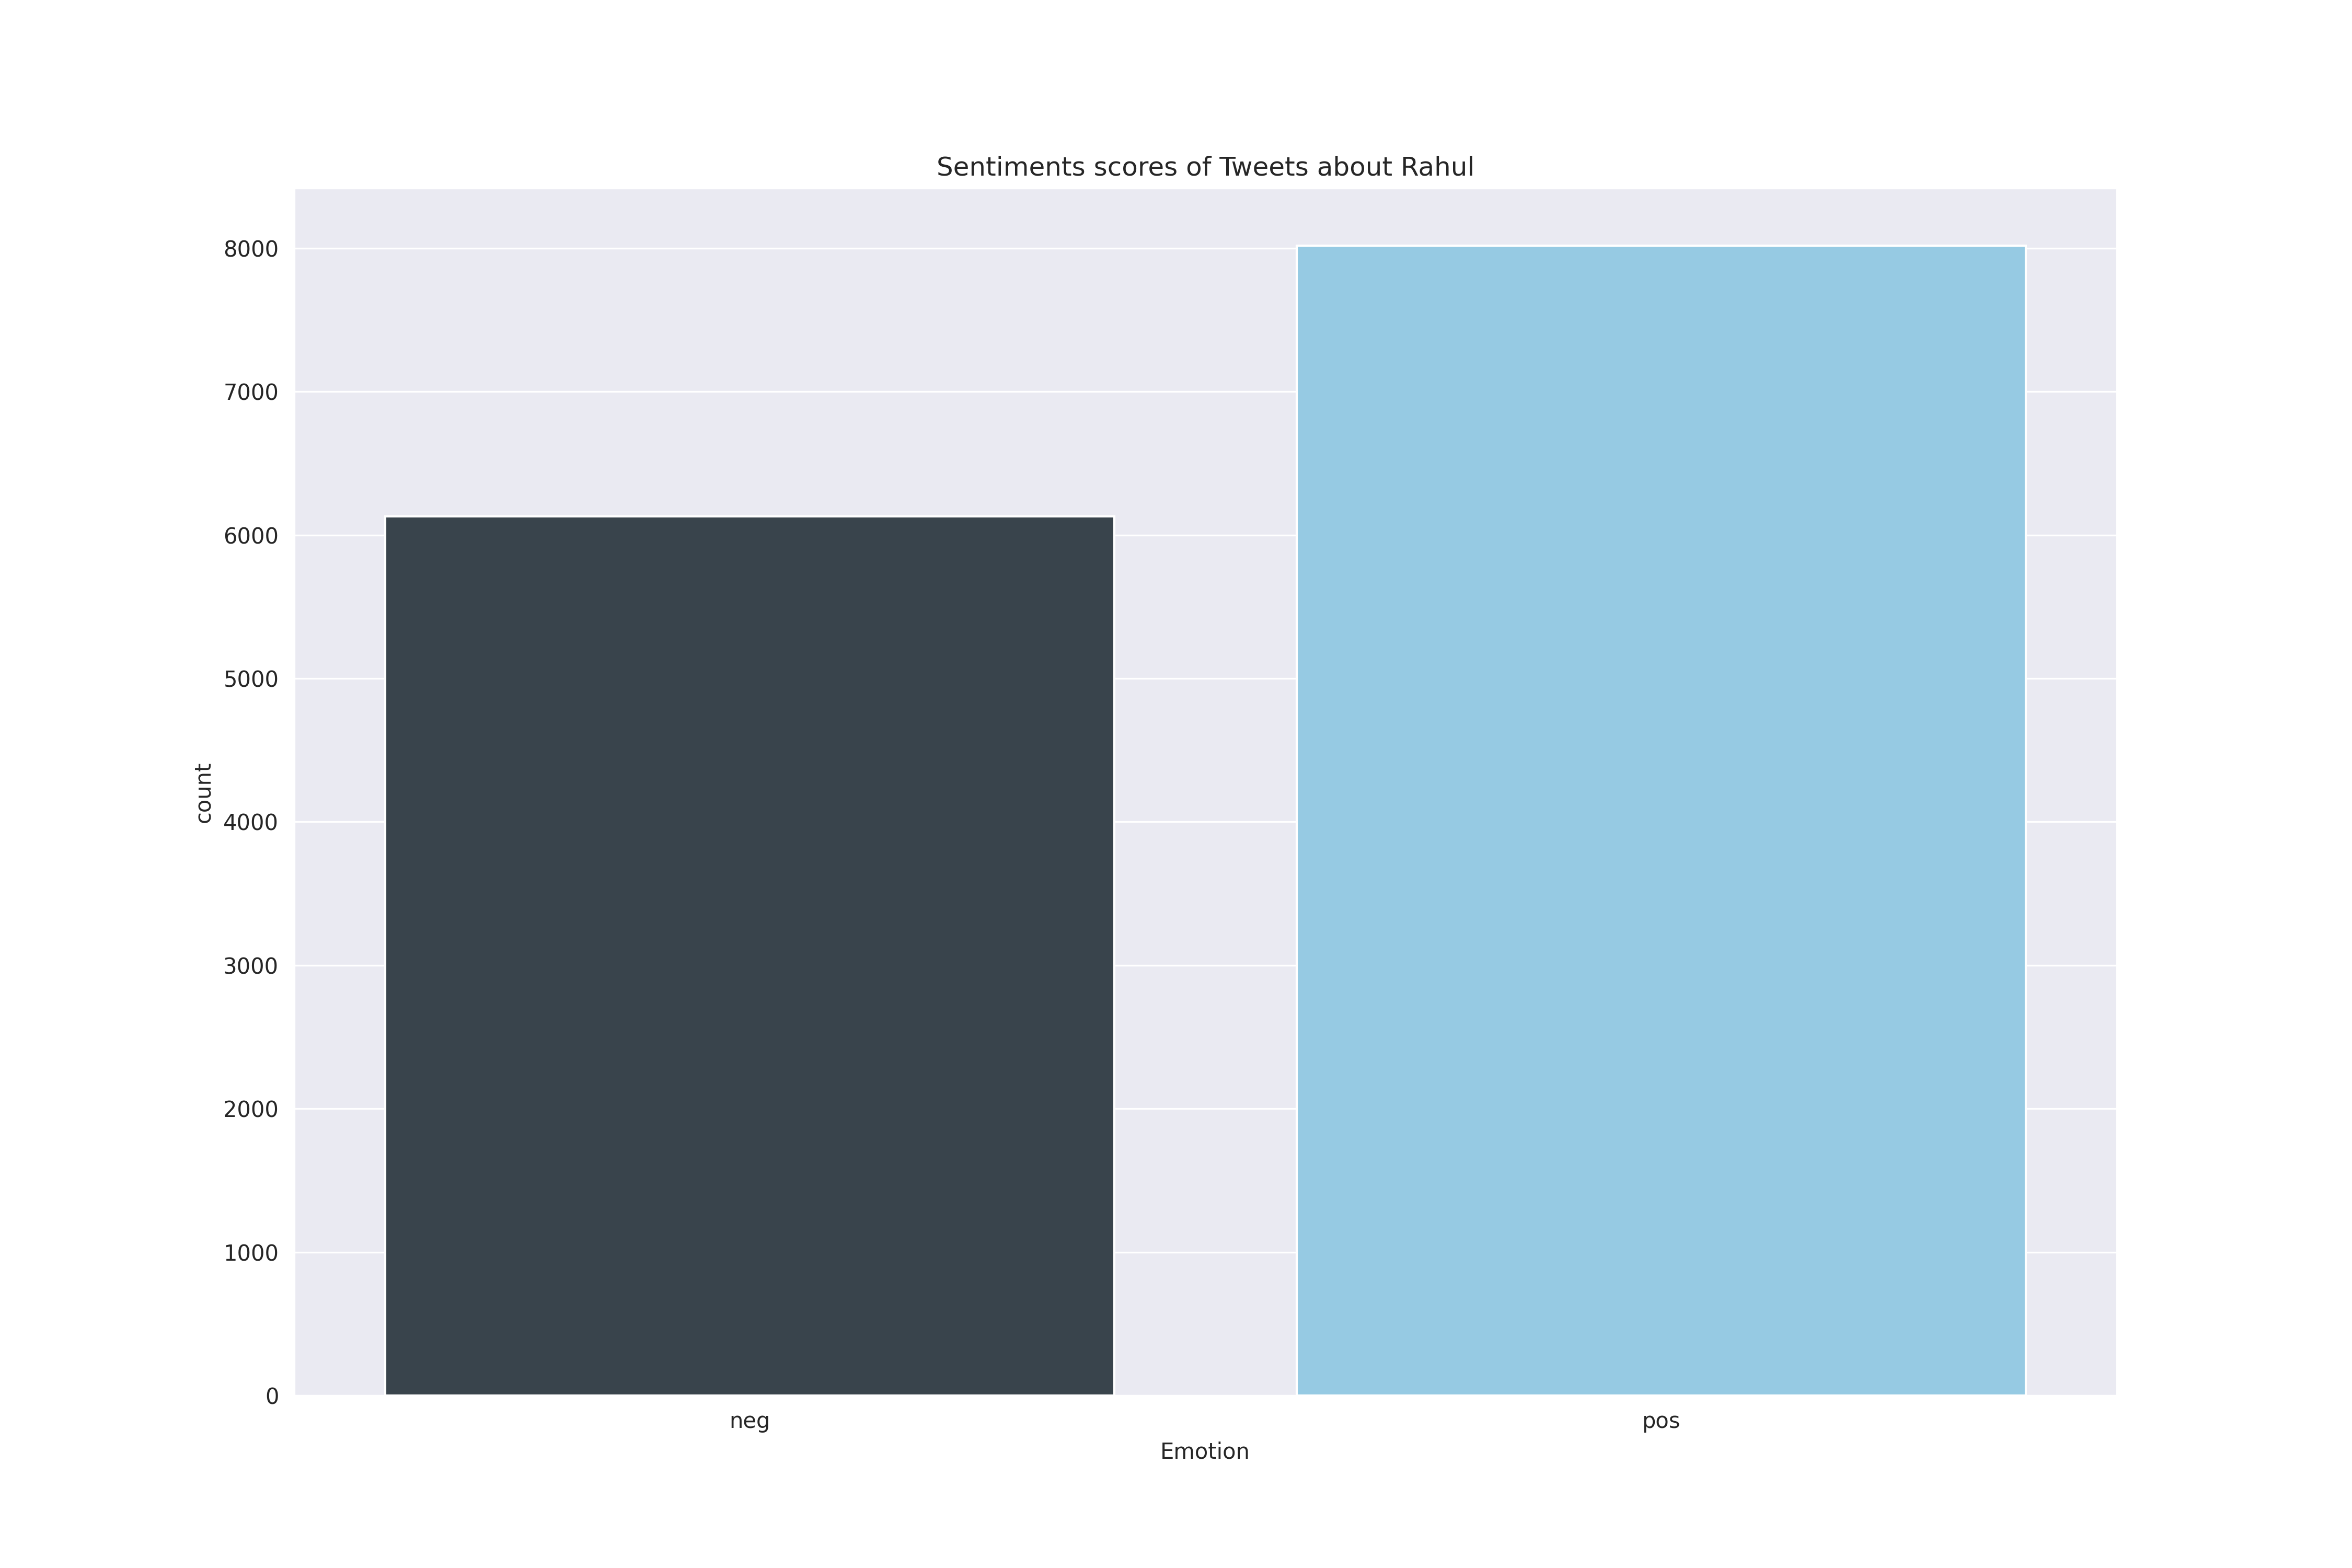 Sentiments scores of Tweets about Rahul
8000
7000
6000
5000
4000
3000
2000
1000
0
count
neg
pos
Emotion